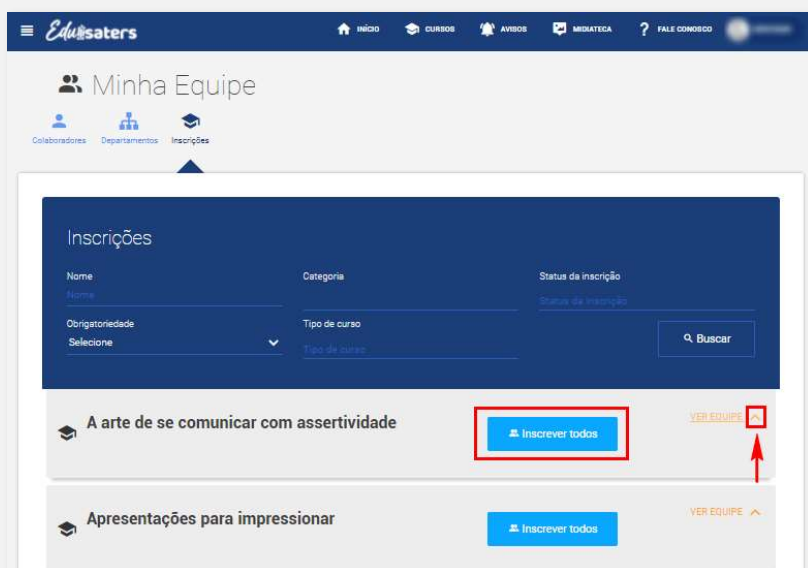 Edusaters
INÍCIO CURSOS AVISOS MIDIATECA ? FALE CONOSCO
Minha Equipe
Colaboradores Departamentos Inscrições
Inscrições
Nome Categoria Status da inscrição
Nome Status da inscrição
Obrigatoriedade Tipo de curso
Selecione Tipo de curso Buscar
A arte de se comunicar com assertividade Inscrever todos VER EQUIPE
Apresentações para impressionar Inscrever todos VER EQUIPE